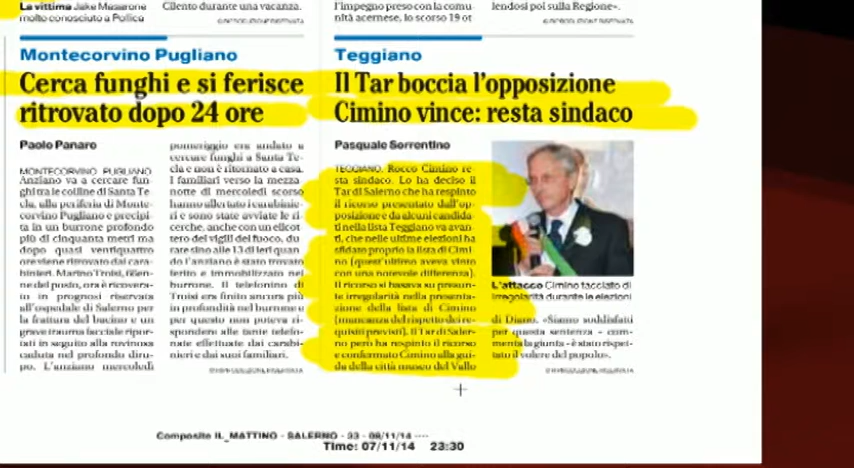 La vittima Jake Masarone
molto conosciuto a Pollica
Cilento durante una vacanza.
l'impegno preso con la comu-
nità acernese, lo scorso 19 ot
lendosi poi sulla Regione».
Montecorvino Pugliano
Cerca funghi e si ferisce
ritrovato dopo 24 ore
Paolo Panaro
MONTECORVINO PUGLIANO
Anziano va a cercare fun-
ghi tra le colline di Santa Te-
cla, alla periferia di Monte-
corvino Pugliano e precipi-
ta in un burrone profondo
più di cinquanta metri ma
dopo quasi ventiquattro
ore viene ritrovato dai cara-
binieri. Marino Troisi, 81en-
ne del posto, ora è ricovera-
to in prognosi riservata
all'ospedale di Salerno per
la frattura del bacino e un
grave trauma facciale ripor-
tati in seguito alla rovinosa
caduta nel profondo diru-
po. L'anziano mercoledì
pomeriggio era andato a
cercare funghi a Santa Te-
cla e non è ritornato a casa.
I familiari verso la mezza-
notte di mercoledì scorso
hanno allertato i carabinie-
ri e sono state avviate le ri-
cerche, anche con un elicot-
tero dei vigili del fuoco, du-
rate sino alle 13 di ieri quan-
do l'anziano è stato trovato
ferito e immobilizzato nel
burrone. Il telefonino di
Troisi era finito ancora più
in profondità nel burrone e
per questo non poteva ri-
spondere alle tante telefo-
nate effettuate dai carabi-
nieri e dai suoi familiari.
Teggiano
Il Tar boccia l'opposizione
Cimino vince: resta sindaco
Pasquale Sorrentino
TEGGIANO. Rocco Cimino re-
sta sindaco. Lo ha deciso il
Tar di Salerno che ha respinto
il ricorso presentato dall'op-
posizione e da alcuni candida-
ti nella lista Teggiano va avan-
ti, che nelle ultime elezioni ha
sfidato proprio la lista di Cimi-
no (quest'ultimo aveva vinto
con una notevole differenza).
Il ricorso si basava su presun-
te irregolarità nella presenta-
zione della lista di Cimino
(mancanza del rispetto dei re-
quisiti previsti). Il Tar di Saler-
no però ha respinto il ricorso
e confermato Cimino alla gui-
da della città museo del Vallo
L'attacco Cimino tacciato di
irregolarità durante le elezioni
di Diano. «Siamo soddisfatti
per questa sentenza - com-
menta la giunta - è stato rispet-
tato il volere del popolo».
Composite IL_MATTINO - SALERNO - 33 - 08/11/14 ----
Time: 07/11/14 23:30